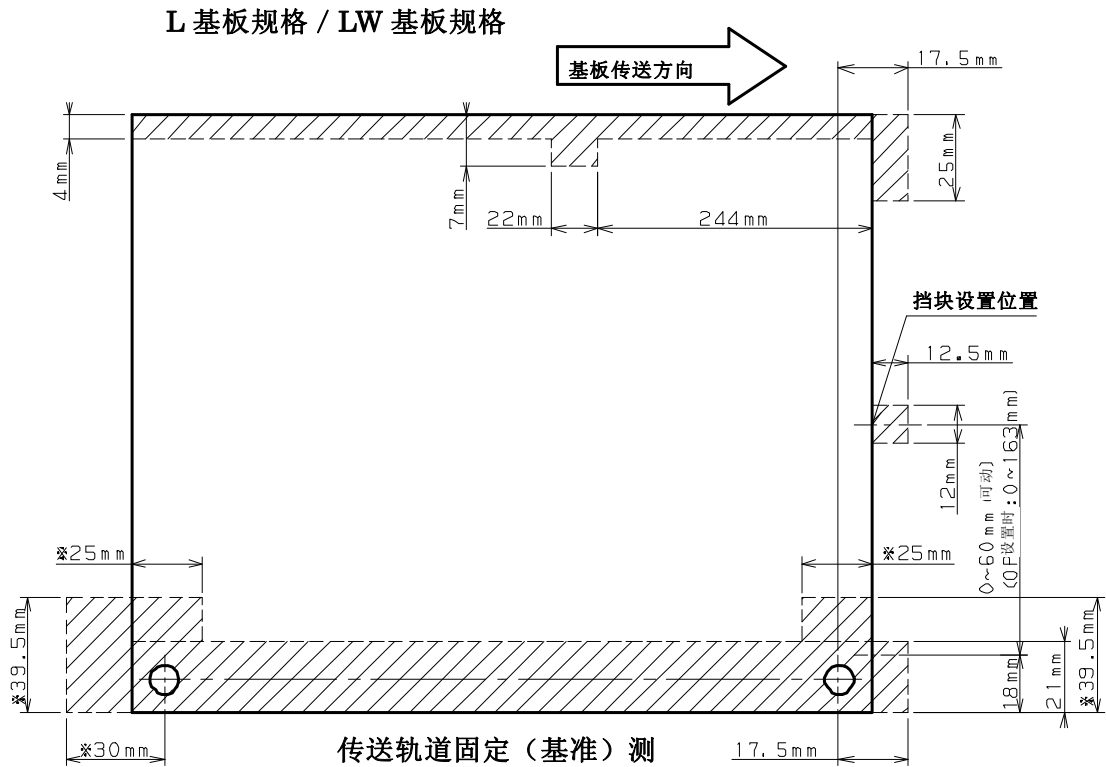 L 基板规格 / LW 基板规格
基板传送方向
17.5mm
4mm
7mm
25mm
22mm
244mm
挡块设置位置
12.5mm
12mm
0~60mm (可动)
(OP设置时:0~163mm)
※25mm
※25mm
※39.5mm
18mm
21mm
※39.5mm
※30mm
传送轨道固定（基准）测
17.5mm